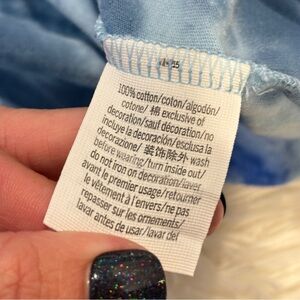 100% cotton/coton/algodón/
cotone/ 棉 exclusive of
decoration/sauf décoration/no
incluye la decoración/esclusa la
decorazione/ 装饰除外 wash
before wearing/turn inside out/
do not iron on decoration/laver
avant le premier usage/retourner
le vêtement à l'envers/ne pas
repasser sur les ornements/
lavar antes de usar/lavar del